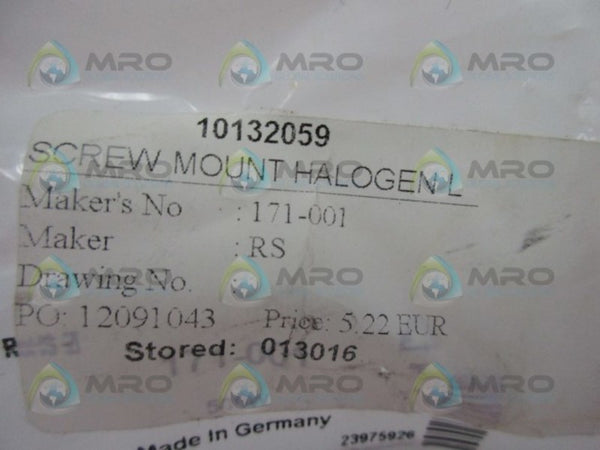 10132059
SCREW MOUNT HALOGEN L
Maker's No : 171-001
Maker : RS
Drawing No. :
PO: 12091043 Price: 5.22 EUR
R
Stored: 013016
Made In Germany
23975926
MRO